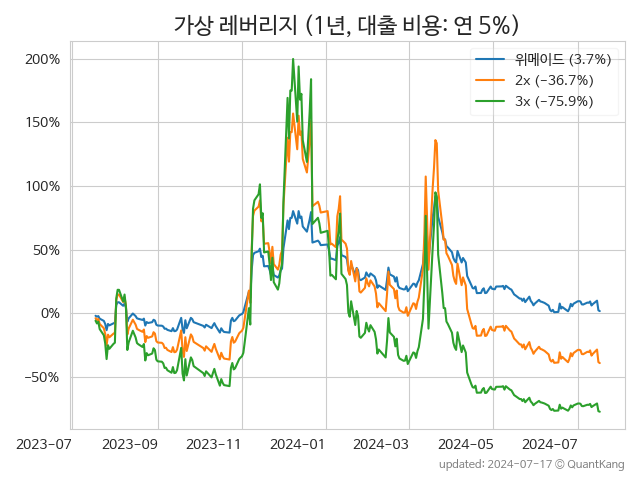 가상 레버리지 (1년, 대출 비용: 연 5%)
위메이드 (3.7%)
2x (−36.7%)
3x (−75.9%)
200%
150%
100%
50%
0%
−50%
2023-07 2023-09 2023-11 2024-01 2024-03 2024-05 2024-07
updated: 2024-07-17 © QuantKang